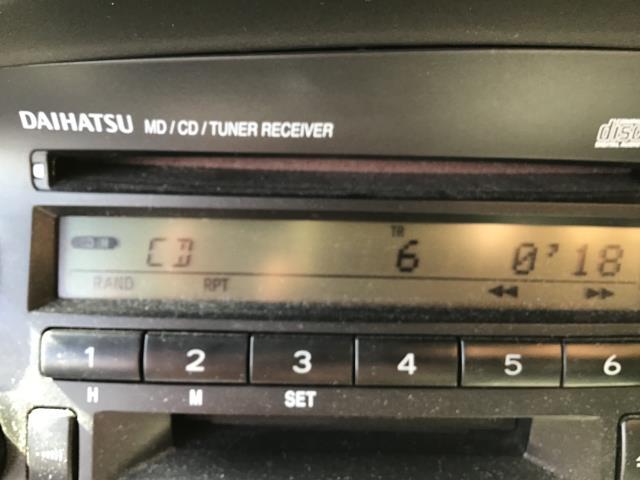 DAIHATSU MD / CD / TUNER RECEIVER
disc
TR
CD 6 0'18
RAND RPT
1 2 3 4 5 6
H M SET